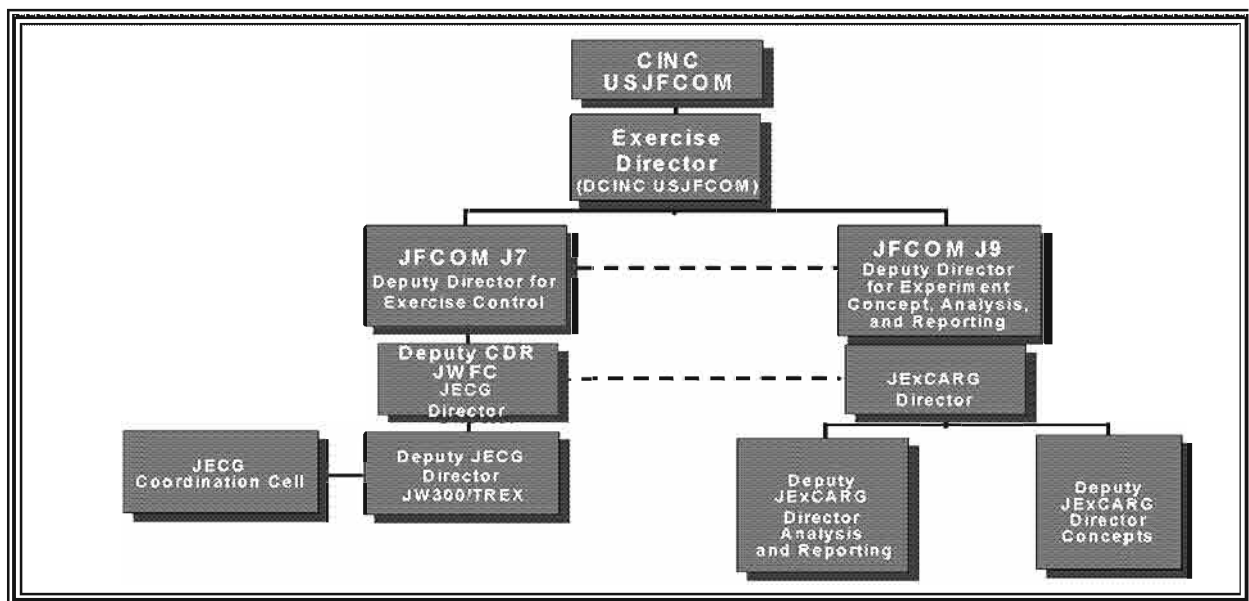 CINC
USJFCOM
Exercise
Director
(DCINC USJFCOM)
JFCOM J7
Deputy Director for
Exercise Control
JFCOM J9
Deputy Director
for Experiment
Concept, Analysis,
and Reporting
Deputy CDR
JWFC
JECG
Director
JExCARG
Director
JECG
Coordination Cell
Deputy JECG
Director
JW300/TREX
Deputy
JExCARG
Director
Analysis
and Reporting
Deputy
JExCARG
Director
Concepts